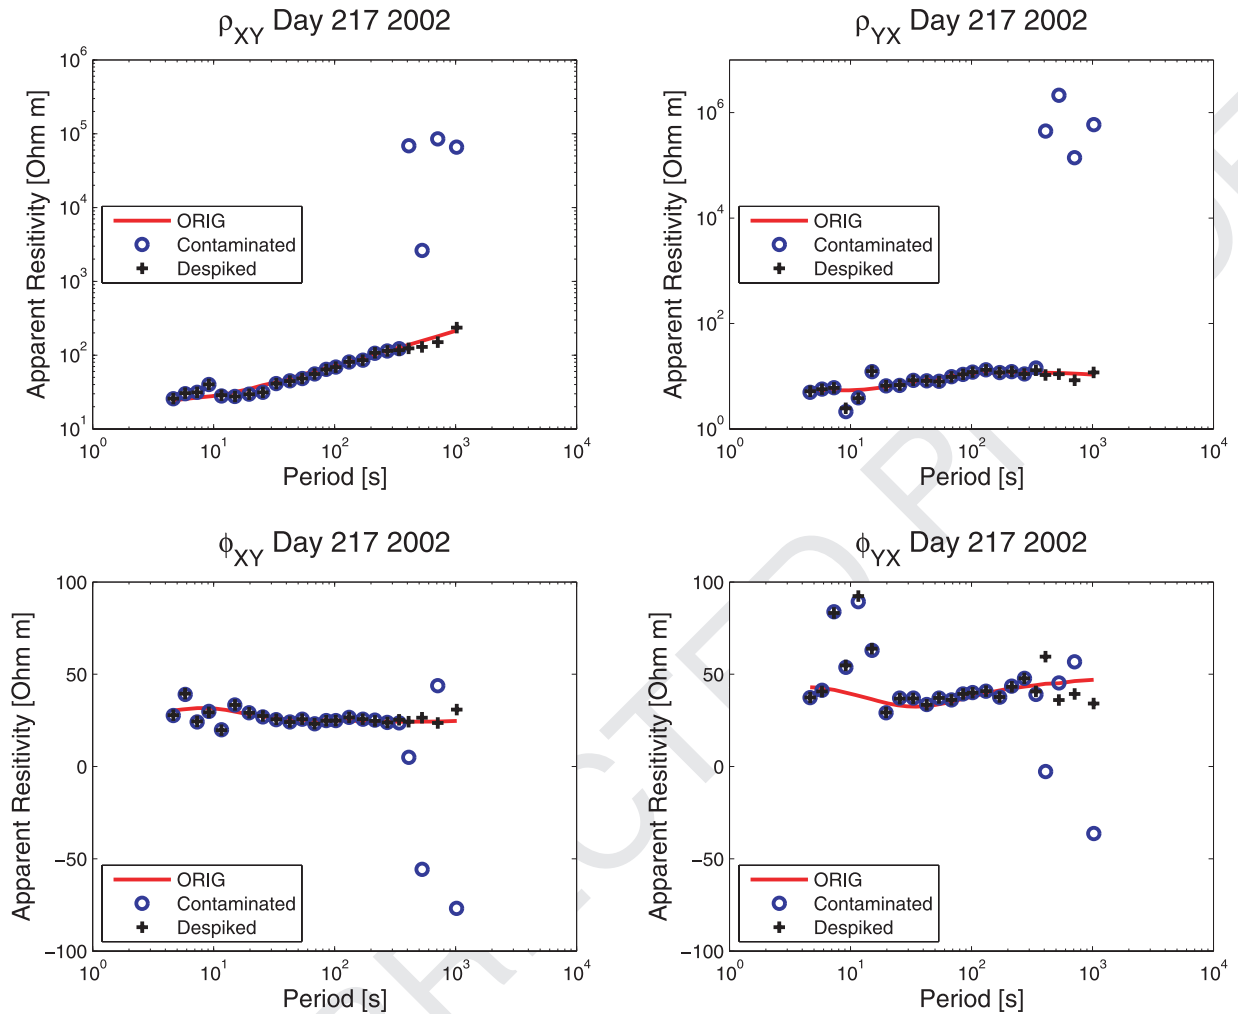 ρXY Day 217 2002
10^6
10^5
10^4
10^3
10^2
10^1
Apparent Resitivity [Ohm m]
ORIG
Contaminated
Despiked
10^0 10^1 10^2 10^3 10^4
Period [s]
ρYX Day 217 2002
10^6
10^4
10^2
10^0
Apparent Resitivity [Ohm m]
ORIG
Contaminated
Despiked
10^0 10^1 10^2 10^3 10^4
Period [s]
ϕXY Day 217 2002
100
50
0
−50
−100
Apparent Resitivity [Ohm m]
ORIG
Contaminated
Despiked
10^0 10^1 10^2 10^3 10^4
Period [s]
ϕYX Day 217 2002
100
50
0
−50
−100
Apparent Resitivity [Ohm m]
ORIG
Contaminated
Despiked
10^0 10^1 10^2 10^3 10^4
Period [s]